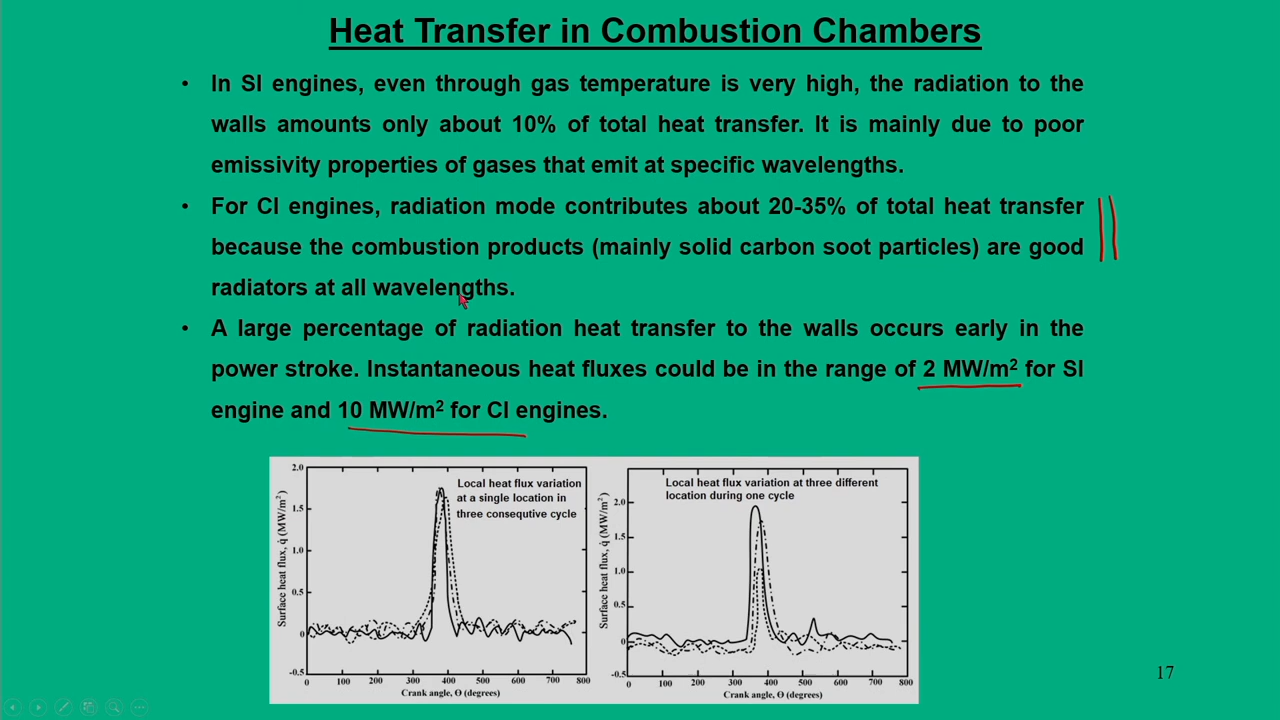 Heat Transfer in Combustion Chambers
• In SI engines, even through gas temperature is very high, the radiation to the
walls amounts only about 10% of total heat transfer. It is mainly due to poor
emissivity properties of gases that emit at specific wavelengths.
• For CI engines, radiation mode contributes about 20-35% of total heat transfer
because the combustion products (mainly solid carbon soot particles) are good
radiators at all wavelengths.
• A large percentage of radiation heat transfer to the walls occurs early in the
power stroke. Instantaneous heat fluxes could be in the range of 2 MW/m² for SI
engine and 10 MW/m² for CI engines.
Local heat flux variation
at a single location in
three consequtive cycle
Surface heat flux, q̇ (MW/m²)
2.0
1.5
1.0
0.5
0
-0.5
0 100 200 300 400 500 600 700 800
Crank angle, Θ (degrees)
Local heat flux variation at three different
location during one cycle
Surface heat flux, q̇ (MW/m²)
2.0
1.5
1.0
0.5
0
-0.5
0 100 200 300 400 500 600 700 800
Crank angle, Θ (degrees)
17